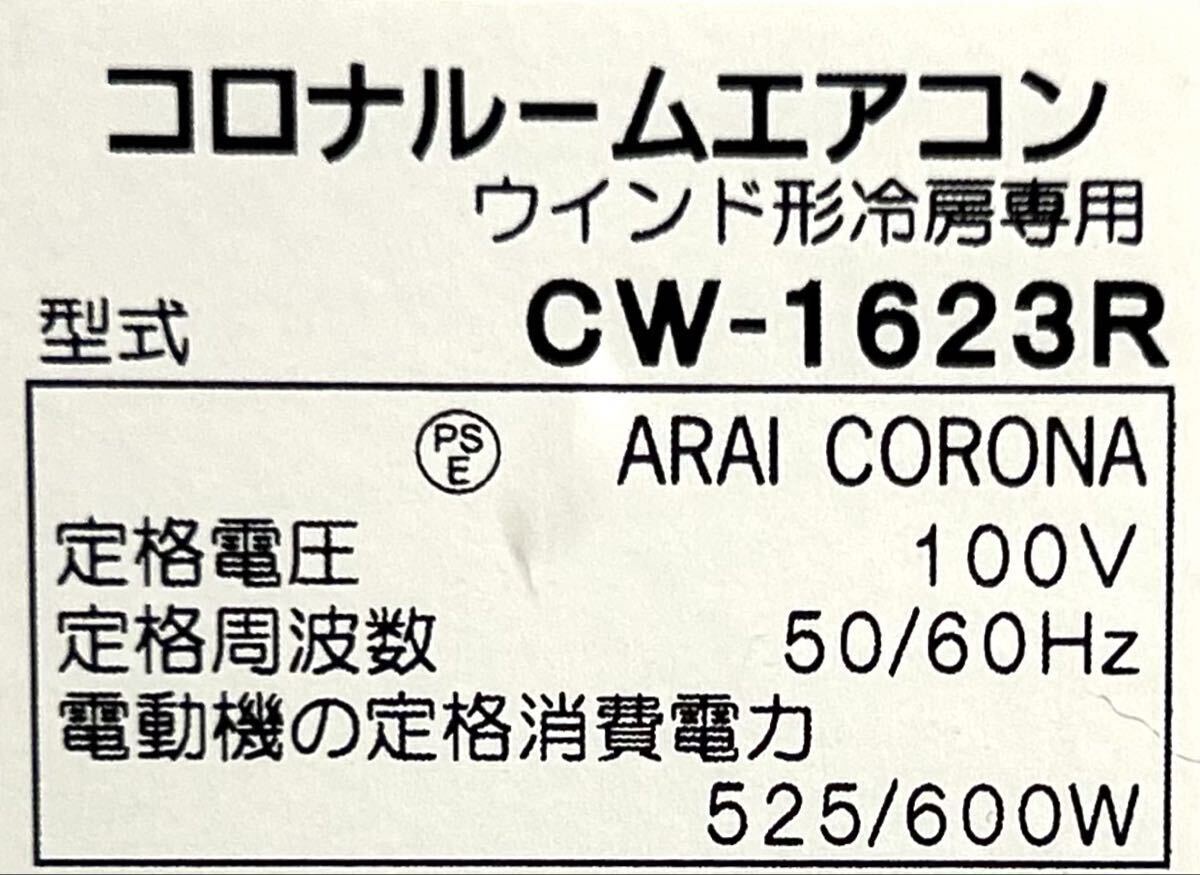 コロナルームエアコン
ウインド形冷房専用
型式 CW-1623R
PSE ARAI CORONA
定格電圧 100V
定格周波数 50/60Hz
電動機の定格消費電力
525/600W